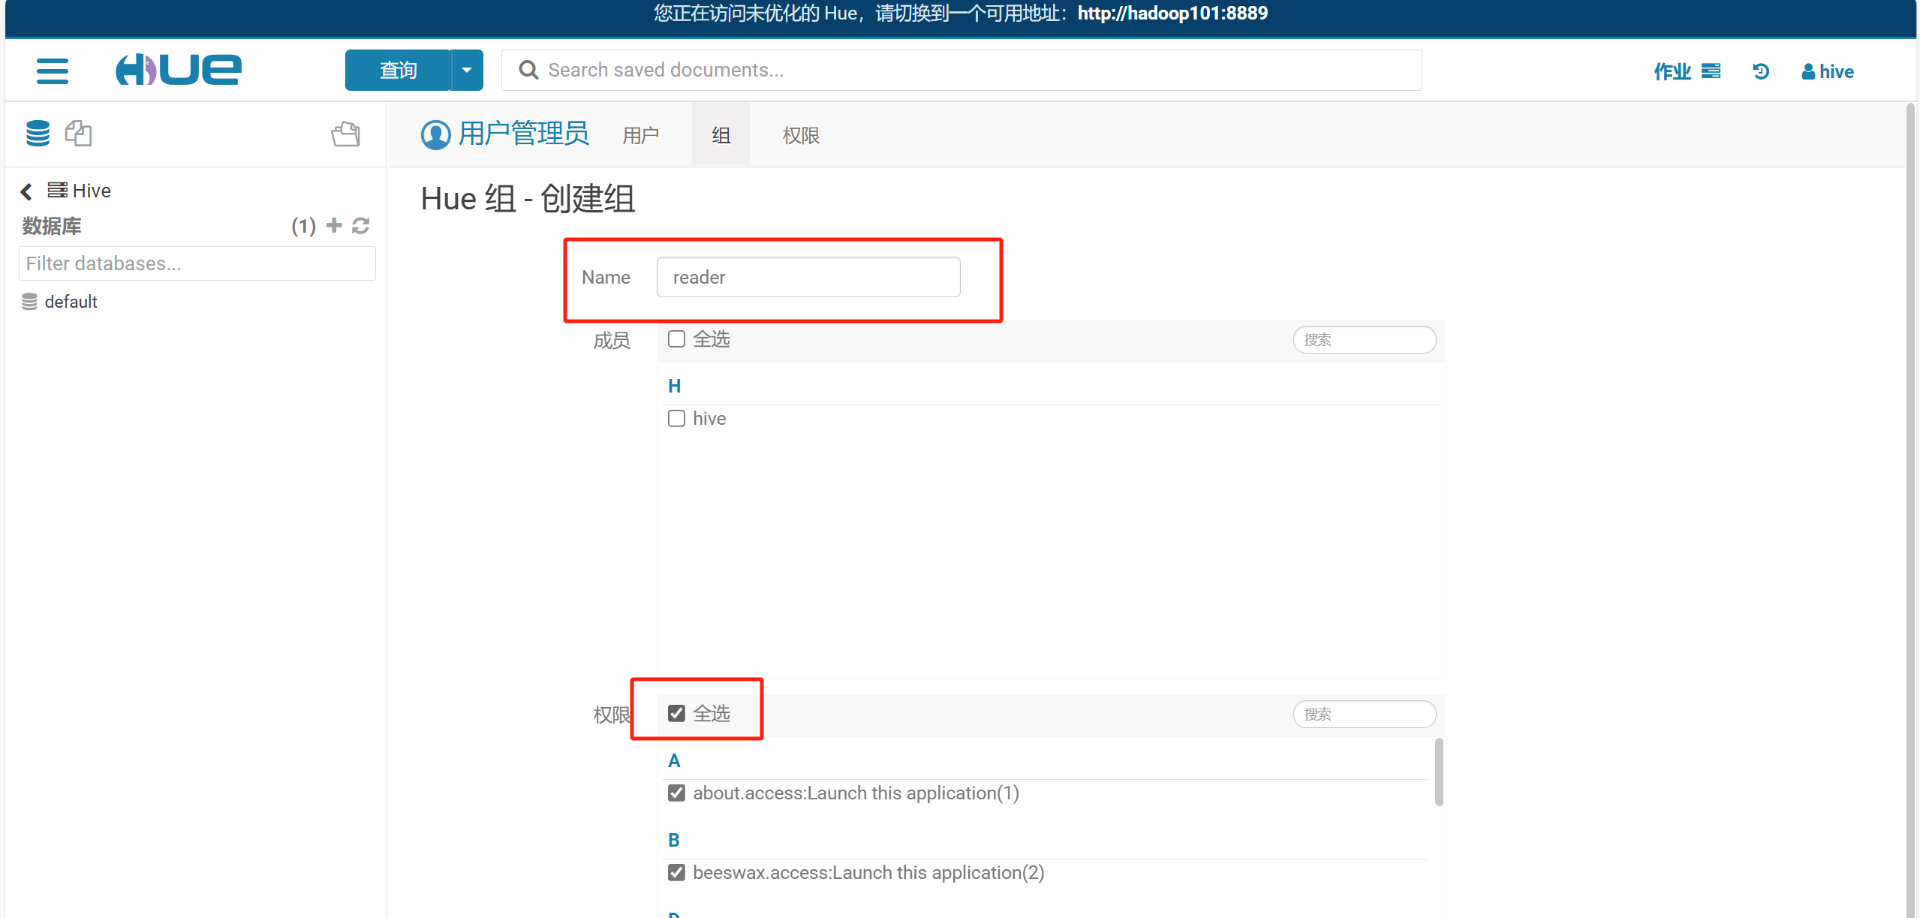 您正在访问未优化的 Hue，请切换到一个可用地址：http://hadoop101:8889
HUE
查询
Search saved documents...
作业
hive
用户管理员
用户
组
权限
Hive
数据库
(1)
Filter databases...
default
Hue 组 - 创建组
Name
reader
成员
全选
搜索
H
hive
权限
全选
搜索
A
about.access:Launch this application(1)
B
beeswax.access:Launch this application(2)